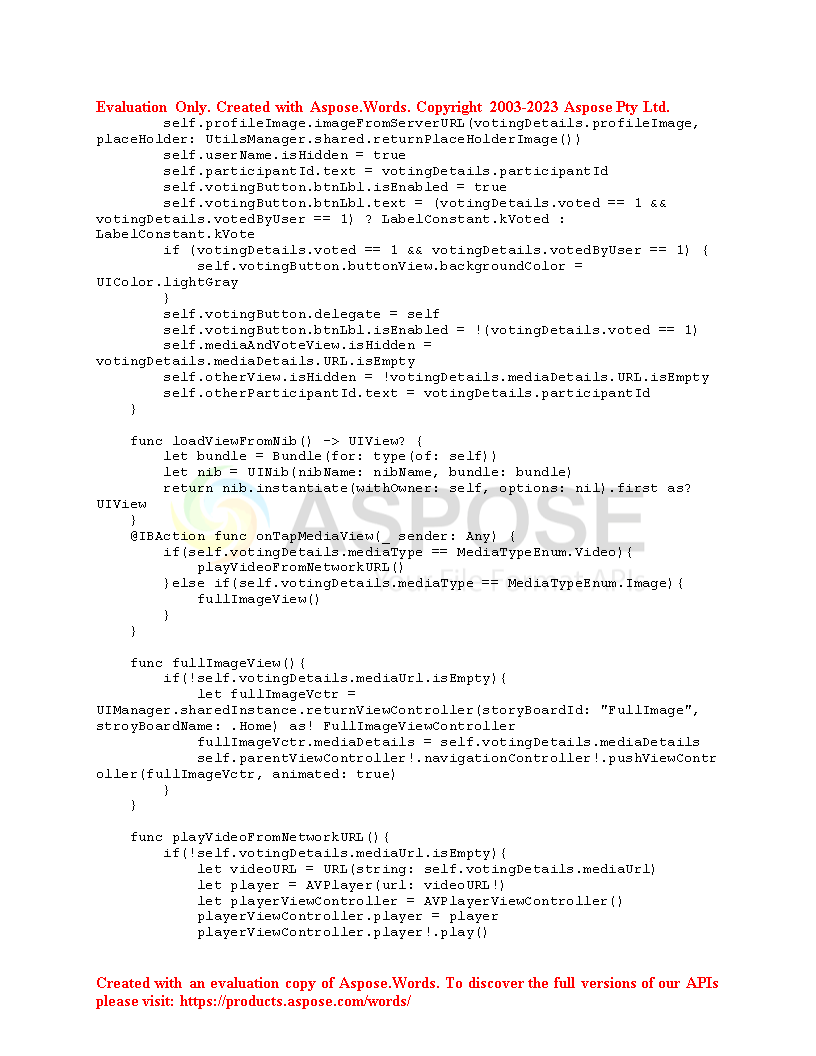 Evaluation Only. Created with Aspose.Words. Copyright 2003-2023 Aspose Pty Ltd.
        self.profileImage.imageFromServerURL(votingDetails.profileImage,
placeHolder: UtilsManager.shared.returnPlaceHolderImage())
        self.userName.isHidden = true
        self.participantId.text = votingDetails.participantId
        self.votingButton.btnLbl.isEnabled = true
        self.votingButton.btnLbl.text = (votingDetails.voted == 1 &&
votingDetails.votedByUser == 1) ? LabelConstant.kVoted :
LabelConstant.kVote
        if (votingDetails.voted == 1 && votingDetails.votedByUser == 1) {
            self.votingButton.buttonView.backgroundColor =
UIColor.lightGray
        }
        self.votingButton.delegate = self
        self.votingButton.btnLbl.isEnabled = !(votingDetails.voted == 1)
        self.mediaAndVoteView.isHidden =
votingDetails.mediaDetails.URL.isEmpty
        self.otherView.isHidden = !votingDetails.mediaDetails.URL.isEmpty
        self.otherParticipantId.text = votingDetails.participantId
    }

    func loadViewFromNib() -> UIView? {
        let bundle = Bundle(for: type(of: self))
        let nib = UINib(nibName: nibName, bundle: bundle)
        return nib.instantiate(withOwner: self, options: nil).first as?
UIView
    }
ASPOSE
    @IBAction func onTapMediaView(_ sender: Any) {
        if(self.votingDetails.mediaType == MediaTypeEnum.Video){
            playVideoFromNetworkURL()
        }else if(self.votingDetails.mediaType == MediaTypeEnum.Image){
            fullImageView()
        }
    }

    func fullImageView(){
        if(!self.votingDetails.mediaUrl.isEmpty){
            let fullImageVctr =
UIManager.sharedInstance.returnViewController(storyBoardId: "FullImage",
stroyBoardName: .Home) as! FullImageViewController
            fullImageVctr.mediaDetails = self.votingDetails.mediaDetails
            self.parentViewController!.navigationController!.pushViewContr
oller(fullImageVctr, animated: true)
        }
    }

    func playVideoFromNetworkURL(){
        if(!self.votingDetails.mediaUrl.isEmpty){
            let videoURL = URL(string: self.votingDetails.mediaUrl)
            let player = AVPlayer(url: videoURL!)
            let playerViewController = AVPlayerViewController()
            playerViewController.player = player
            playerViewController.player!.play()
Created with an evaluation copy of Aspose.Words. To discover the full versions of our APIs
please visit: https://products.aspose.com/words/